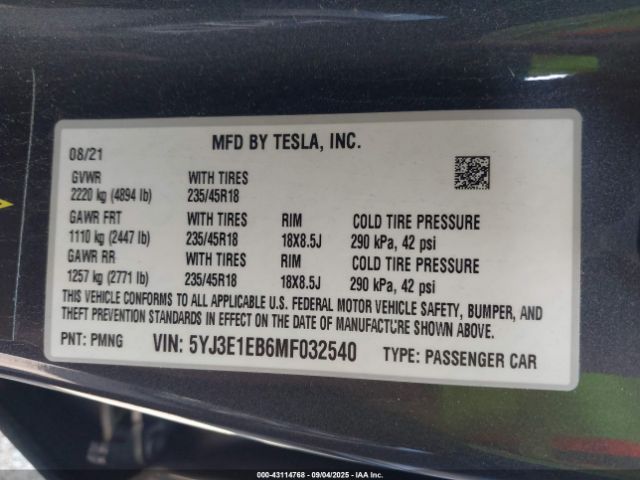 MFD BY TESLA, INC.
08/21
GVWR WITH TIRES
2220 kg (4894 lb) 235/45R18
GAWR FRT WITH TIRES RIM COLD TIRE PRESSURE
1110 kg (2447 lb) 235/45R18 18X8.5J 290 kPa, 42 psi
GAWR RR WITH TIRES RIM COLD TIRE PRESSURE
1257 kg (2771 lb) 235/45R18 18X8.5J 290 kPa, 42 psi
THIS VEHICLE CONFORMS TO ALL APPLICABLE U.S. FEDERAL MOTOR VEHICLE SAFETY, BUMPER, AND
THEFT PREVENTION STANDARDS IN EFFECT ON THE DATE OF MANUFACTURE SHOWN ABOVE.
PNT: PMNG VIN: 5YJ3E1EB6MF032540 TYPE: PASSENGER CAR
000-43114768 - 09/04/2025 - IAA Inc.